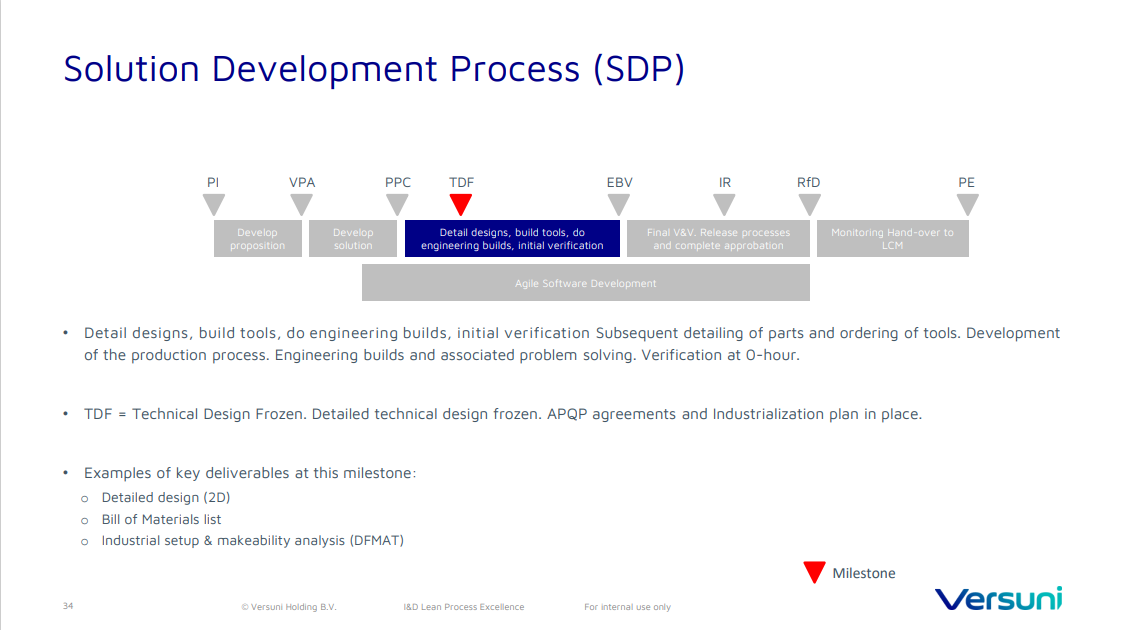 Solution Development Process (SDP)
PI VPA PPC TDF EBV IR RfD PE
Develop
proposition
Develop
solution
Detail designs, build tools, do
engineering builds, initial verification
Final V&V. Release processes
and complete approbation
Monitoring Hand-over to
LCM
Agile Software Development
• Detail designs, build tools, do engineering builds, initial verification Subsequent detailing of parts and ordering of tools. Development
of the production process. Engineering builds and associated problem solving. Verification at 0-hour.
• TDF = Technical Design Frozen. Detailed technical design frozen. APQP agreements and Industrialization plan in place.
• Examples of key deliverables at this milestone:
o Detailed design (2D)
o Bill of Materials list
o Industrial setup & makeability analysis (DFMAT)
Milestone
34 © Versuni Holding B.V. I&D Lean Process Excellence For internal use only
Versuni